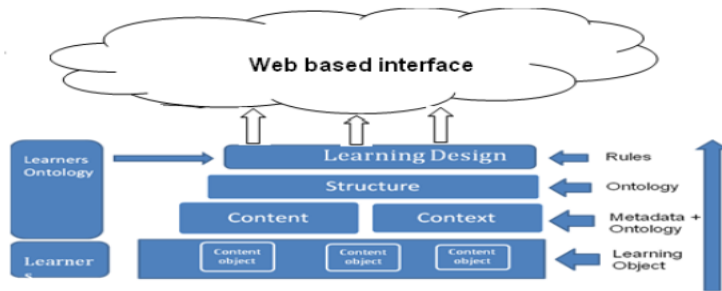 Web based interface
Learners
Ontology
Learning Design
Rules
Structure
Ontology
Content
Context
Metadata +
Ontology
Content
object
Content
object
Content
object
Learning
Object
Learner
s